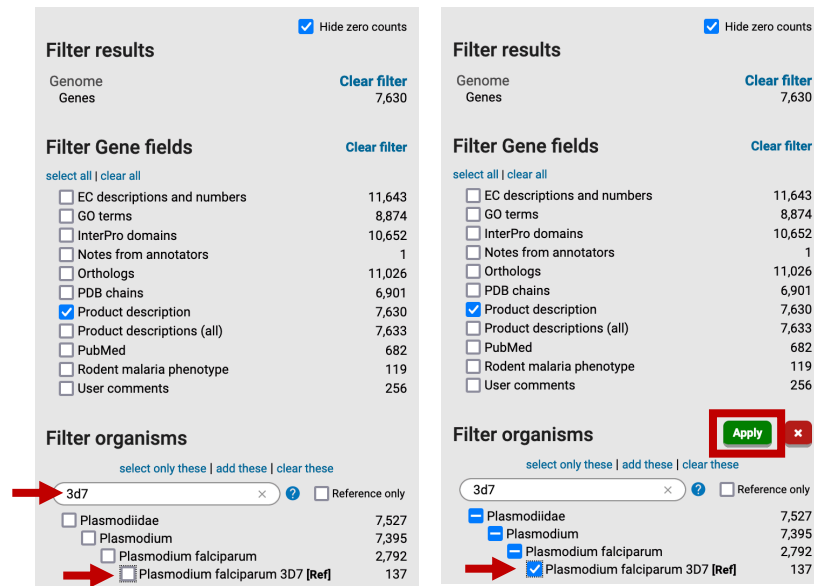 Hide zero counts
Filter results
Genome Clear filter
Genes 7,630
Filter Gene fields Clear filter
select all | clear all
EC descriptions and numbers 11,643
GO terms 8,874
InterPro domains 10,652
Notes from annotators 1
Orthologs 11,026
PDB chains 6,901
Product description 7,630
Product descriptions (all) 7,633
PubMed 682
Rodent malaria phenotype 119
User comments 256
Filter organisms
select only these | add these | clear these
3d7 × ? Reference only
Plasmodiidae 7,527
Plasmodium 7,395
Plasmodium falciparum 2,792
Plasmodium falciparum 3D7 [Ref] 137
Hide zero counts
Filter results
Genome Clear filter
Genes 7,630
Filter Gene fields Clear filter
select all | clear all
EC descriptions and numbers 11,643
GO terms 8,874
InterPro domains 10,652
Notes from annotators 1
Orthologs 11,026
PDB chains 6,901
Product description 7,630
Product descriptions (all) 7,633
PubMed 682
Rodent malaria phenotype 119
User comments 256
Filter organisms Apply ×
select only these | add these | clear these
3d7 × ? Reference only
Plasmodiidae 7,527
Plasmodium 7,395
Plasmodium falciparum 2,792
Plasmodium falciparum 3D7 [Ref] 137